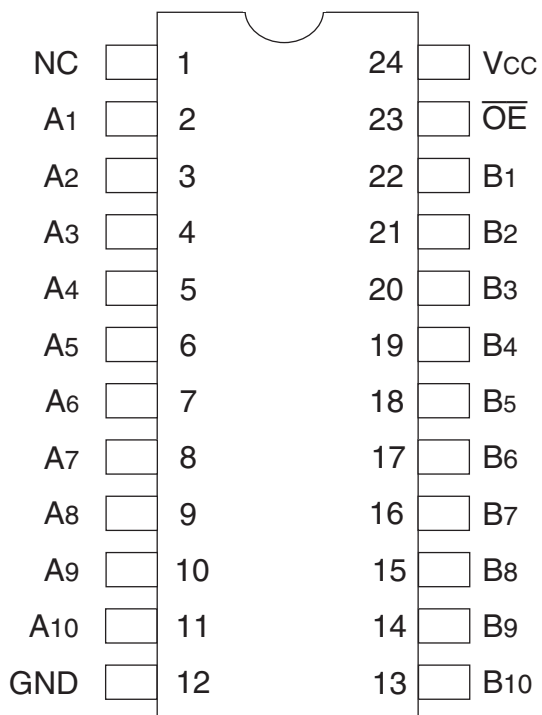 NC 1 24 VCC
A1 2 23 O̅E̅
A2 3 22 B1
A3 4 21 B2
A4 5 20 B3
A5 6 19 B4
A6 7 18 B5
A7 8 17 B6
A8 9 16 B7
A9 10 15 B8
A10 11 14 B9
GND 12 13 B10